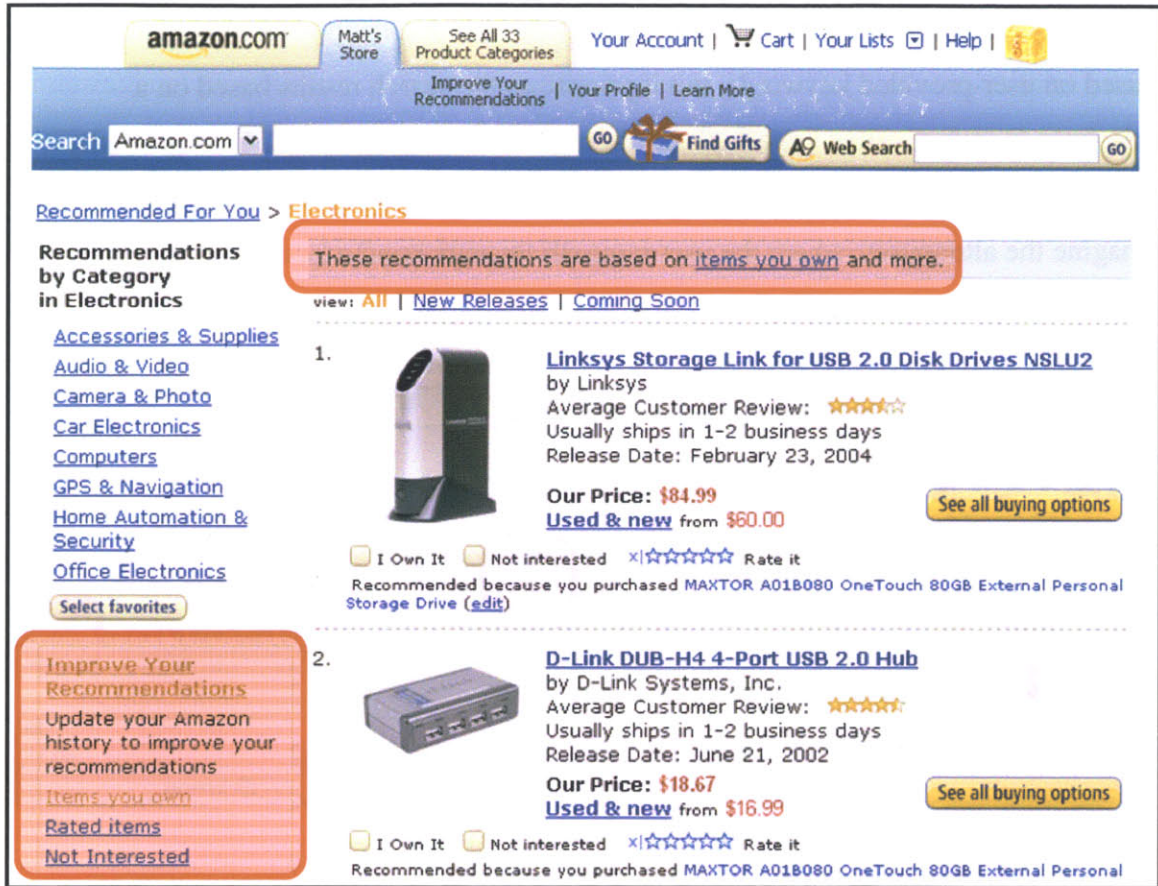 amazon.com
Matt's
Store
See All 33
Product Categories
Your Account | Cart | Your Lists | Help |
Improve Your
Recommendations | Your Profile | Learn More
Search Amazon.com GO Find Gifts A9 Web Search GO
Recommended For You > Electronics
These recommendations are based on items you own and more.
Recommendations
by Category
in Electronics
Accessories & Supplies
Audio & Video
Camera & Photo
Car Electronics
Computers
GPS & Navigation
Home Automation &
Security
Office Electronics
Select favorites
Improve Your
Recommendations
Update your Amazon
history to improve your
recommendations
Items you own
Rated items
Not Interested
view: All | New Releases | Coming Soon
1.
Linksys Storage Link for USB 2.0 Disk Drives NSLU2
by Linksys
Average Customer Review:
Usually ships in 1-2 business days
Release Date: February 23, 2004
Our Price: $84.99
Used & new from $60.00
See all buying options
I Own It Not interested x| Rate it
Recommended because you purchased MAXTOR A01B080 OneTouch 80GB External Personal
Storage Drive (edit)
2.
D-Link DUB-H4 4-Port USB 2.0 Hub
by D-Link Systems, Inc.
Average Customer Review:
Usually ships in 1-2 business days
Release Date: June 21, 2002
Our Price: $18.67
Used & new from $16.99
See all buying options
I Own It Not interested x| Rate it
Recommended because you purchased MAXTOR A01B080 OneTouch 80GB External Personal